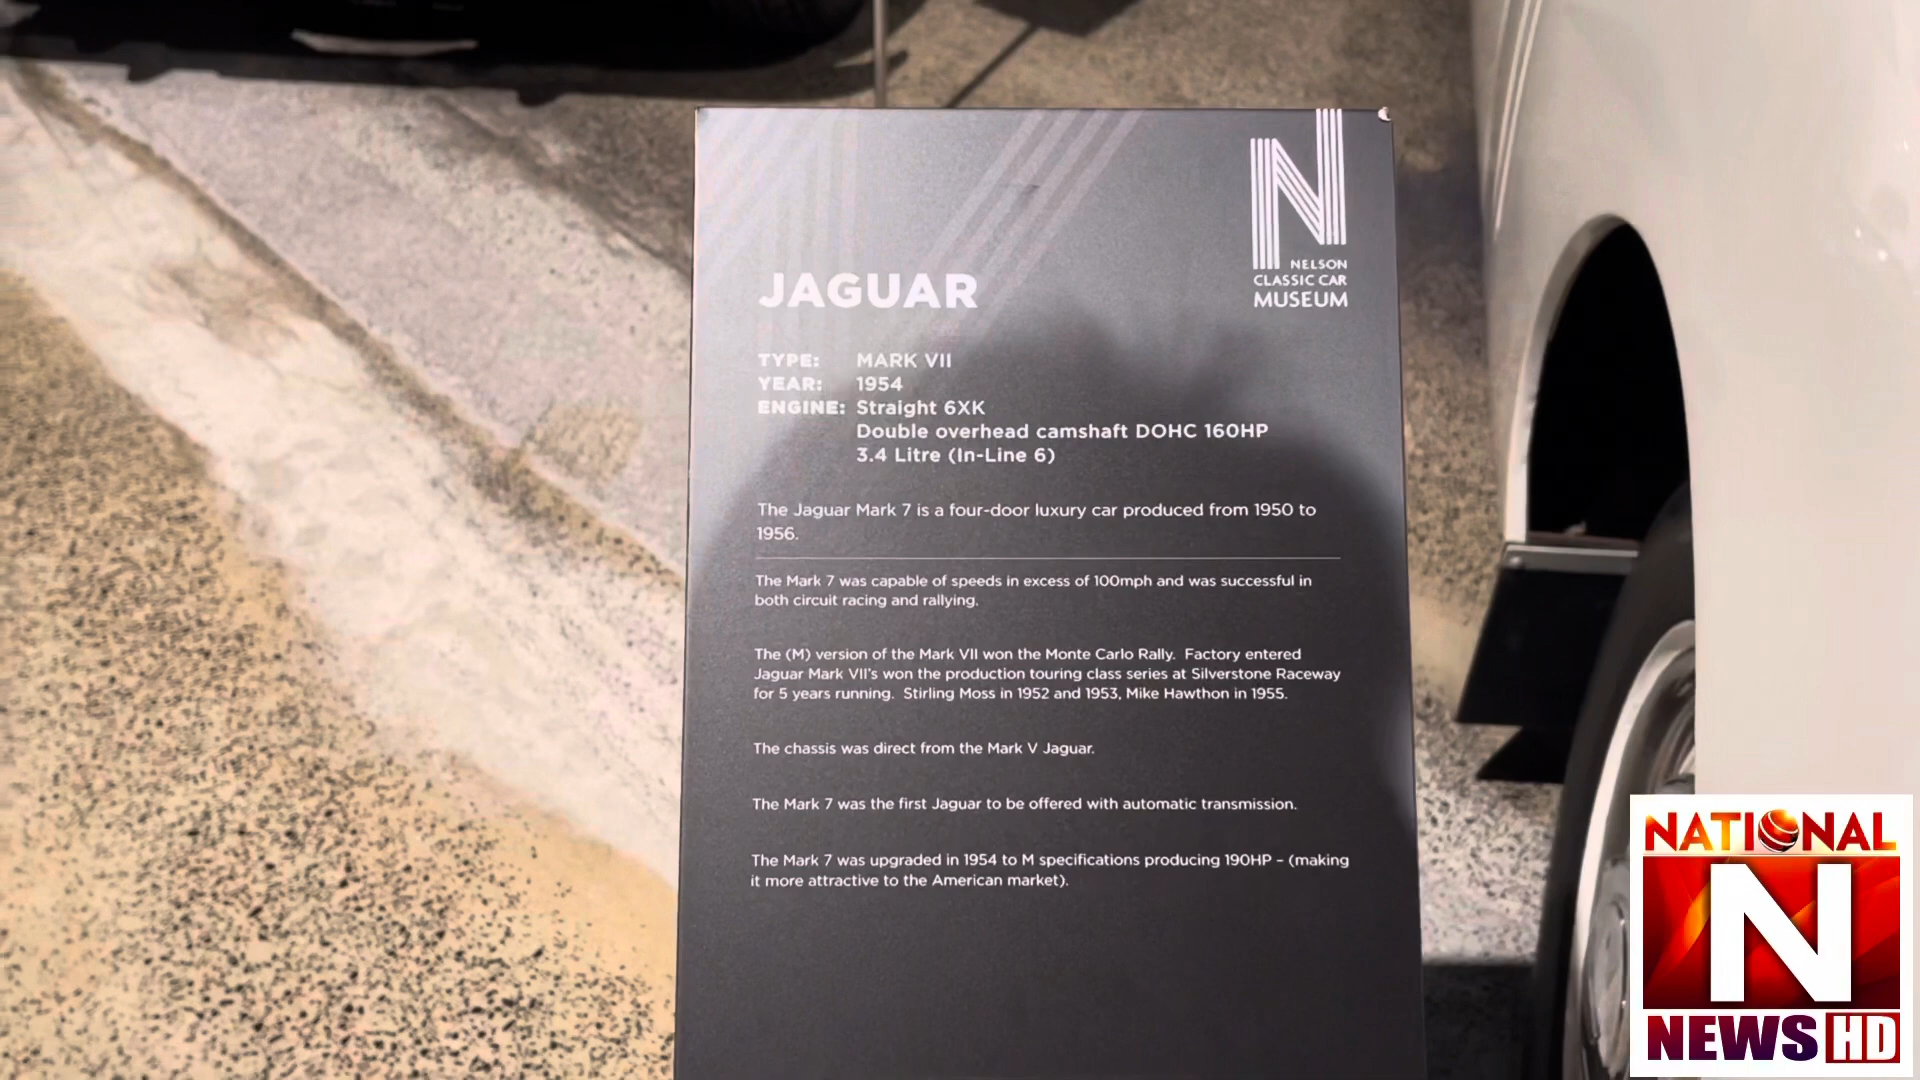 N
NELSON
CLASSIC CAR
MUSEUM
JAGUAR
TYPE: MARK VII
YEAR: 1954
ENGINE: Straight 6XK
Double overhead camshaft DOHC 160HP
3.4 Litre (In-Line 6)
The Jaguar Mark 7 is a four-door luxury car produced from 1950 to
1956.
The Mark 7 was capable of speeds in excess of 100mph and was successful in
both circuit racing and rallying.
The (M) version of the Mark VII won the Monte Carlo Rally. Factory entered
Jaguar Mark VII's won the production touring class series at Silverstone Raceway
for 5 years running. Stirling Moss in 1952 and 1953, Mike Hawthon in 1955.
The chassis was direct from the Mark V Jaguar.
The Mark 7 was the first Jaguar to be offered with automatic transmission.
The Mark 7 was upgraded in 1954 to M specifications producing 190HP – (making
it more attractive to the American market).
NATIONAL
N
NEWS HD